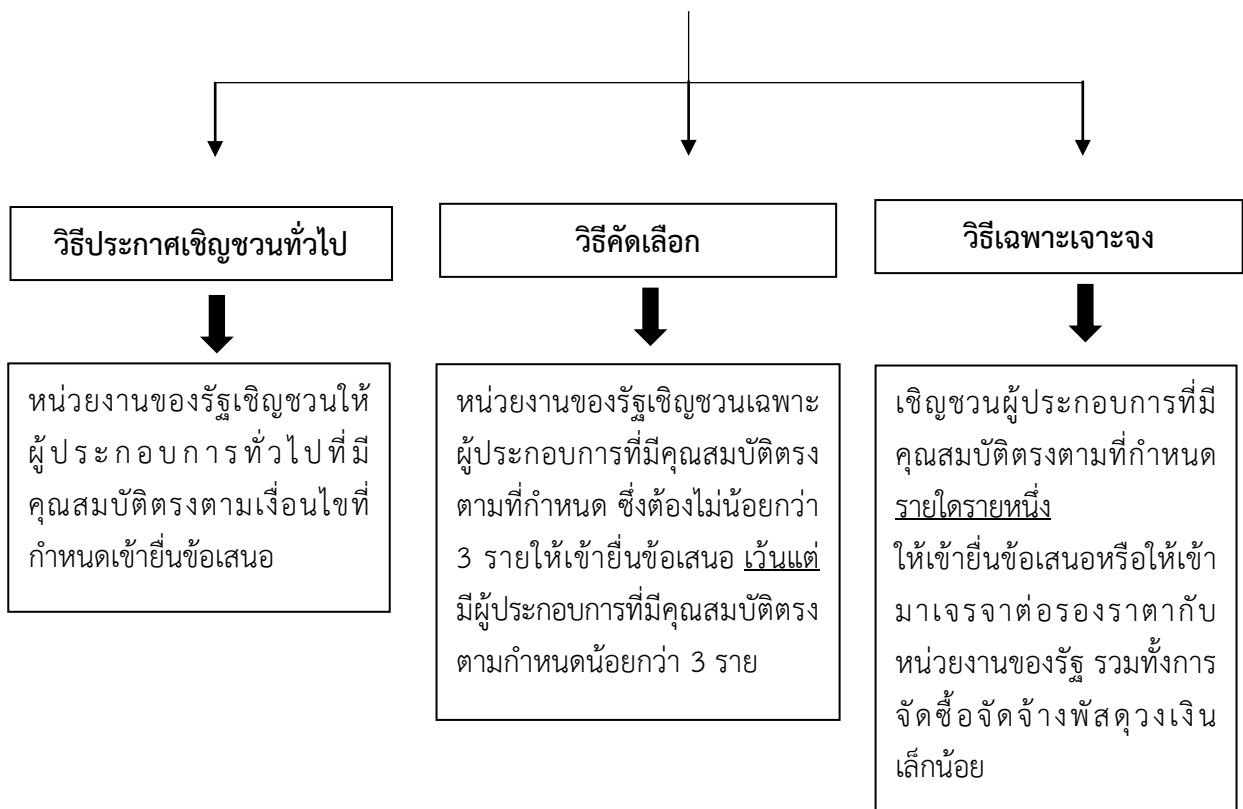 วิธีประกาศเชิญชวนทั่วไป
หน่วยงานของรัฐเชิญชวนให้
ผู้ประกอบการทั่วไปที่มี
คุณสมบัติตรงตามเงื่อนไขที่
กำหนดเข้ายื่นข้อเสนอ
วิธีคัดเลือก
หน่วยงานของรัฐเชิญชวนเฉพาะ
ผู้ประกอบการที่มีคุณสมบัติตรง
ตามที่กำหนด ซึ่งต้องไม่น้อยกว่า
3 รายให้เข้ายื่นข้อเสนอ เว้นแต่
มีผู้ประกอบการที่มีคุณสมบัติตรง
ตามกำหนดน้อยกว่า 3 ราย
วิธีเฉพาะเจาะจง
เชิญชวนผู้ประกอบการที่มี
คุณสมบัติตรงตามที่กำหนด
รายใดรายหนึ่ง
ให้เข้ายื่นข้อเสนอหรือให้เข้า
มาเจรจาต่อรองราตากับ
หน่วยงานของรัฐ รวมทั้งการ
จัดซื้อจัดจ้างพัสดุวงเงิน
เล็กน้อย